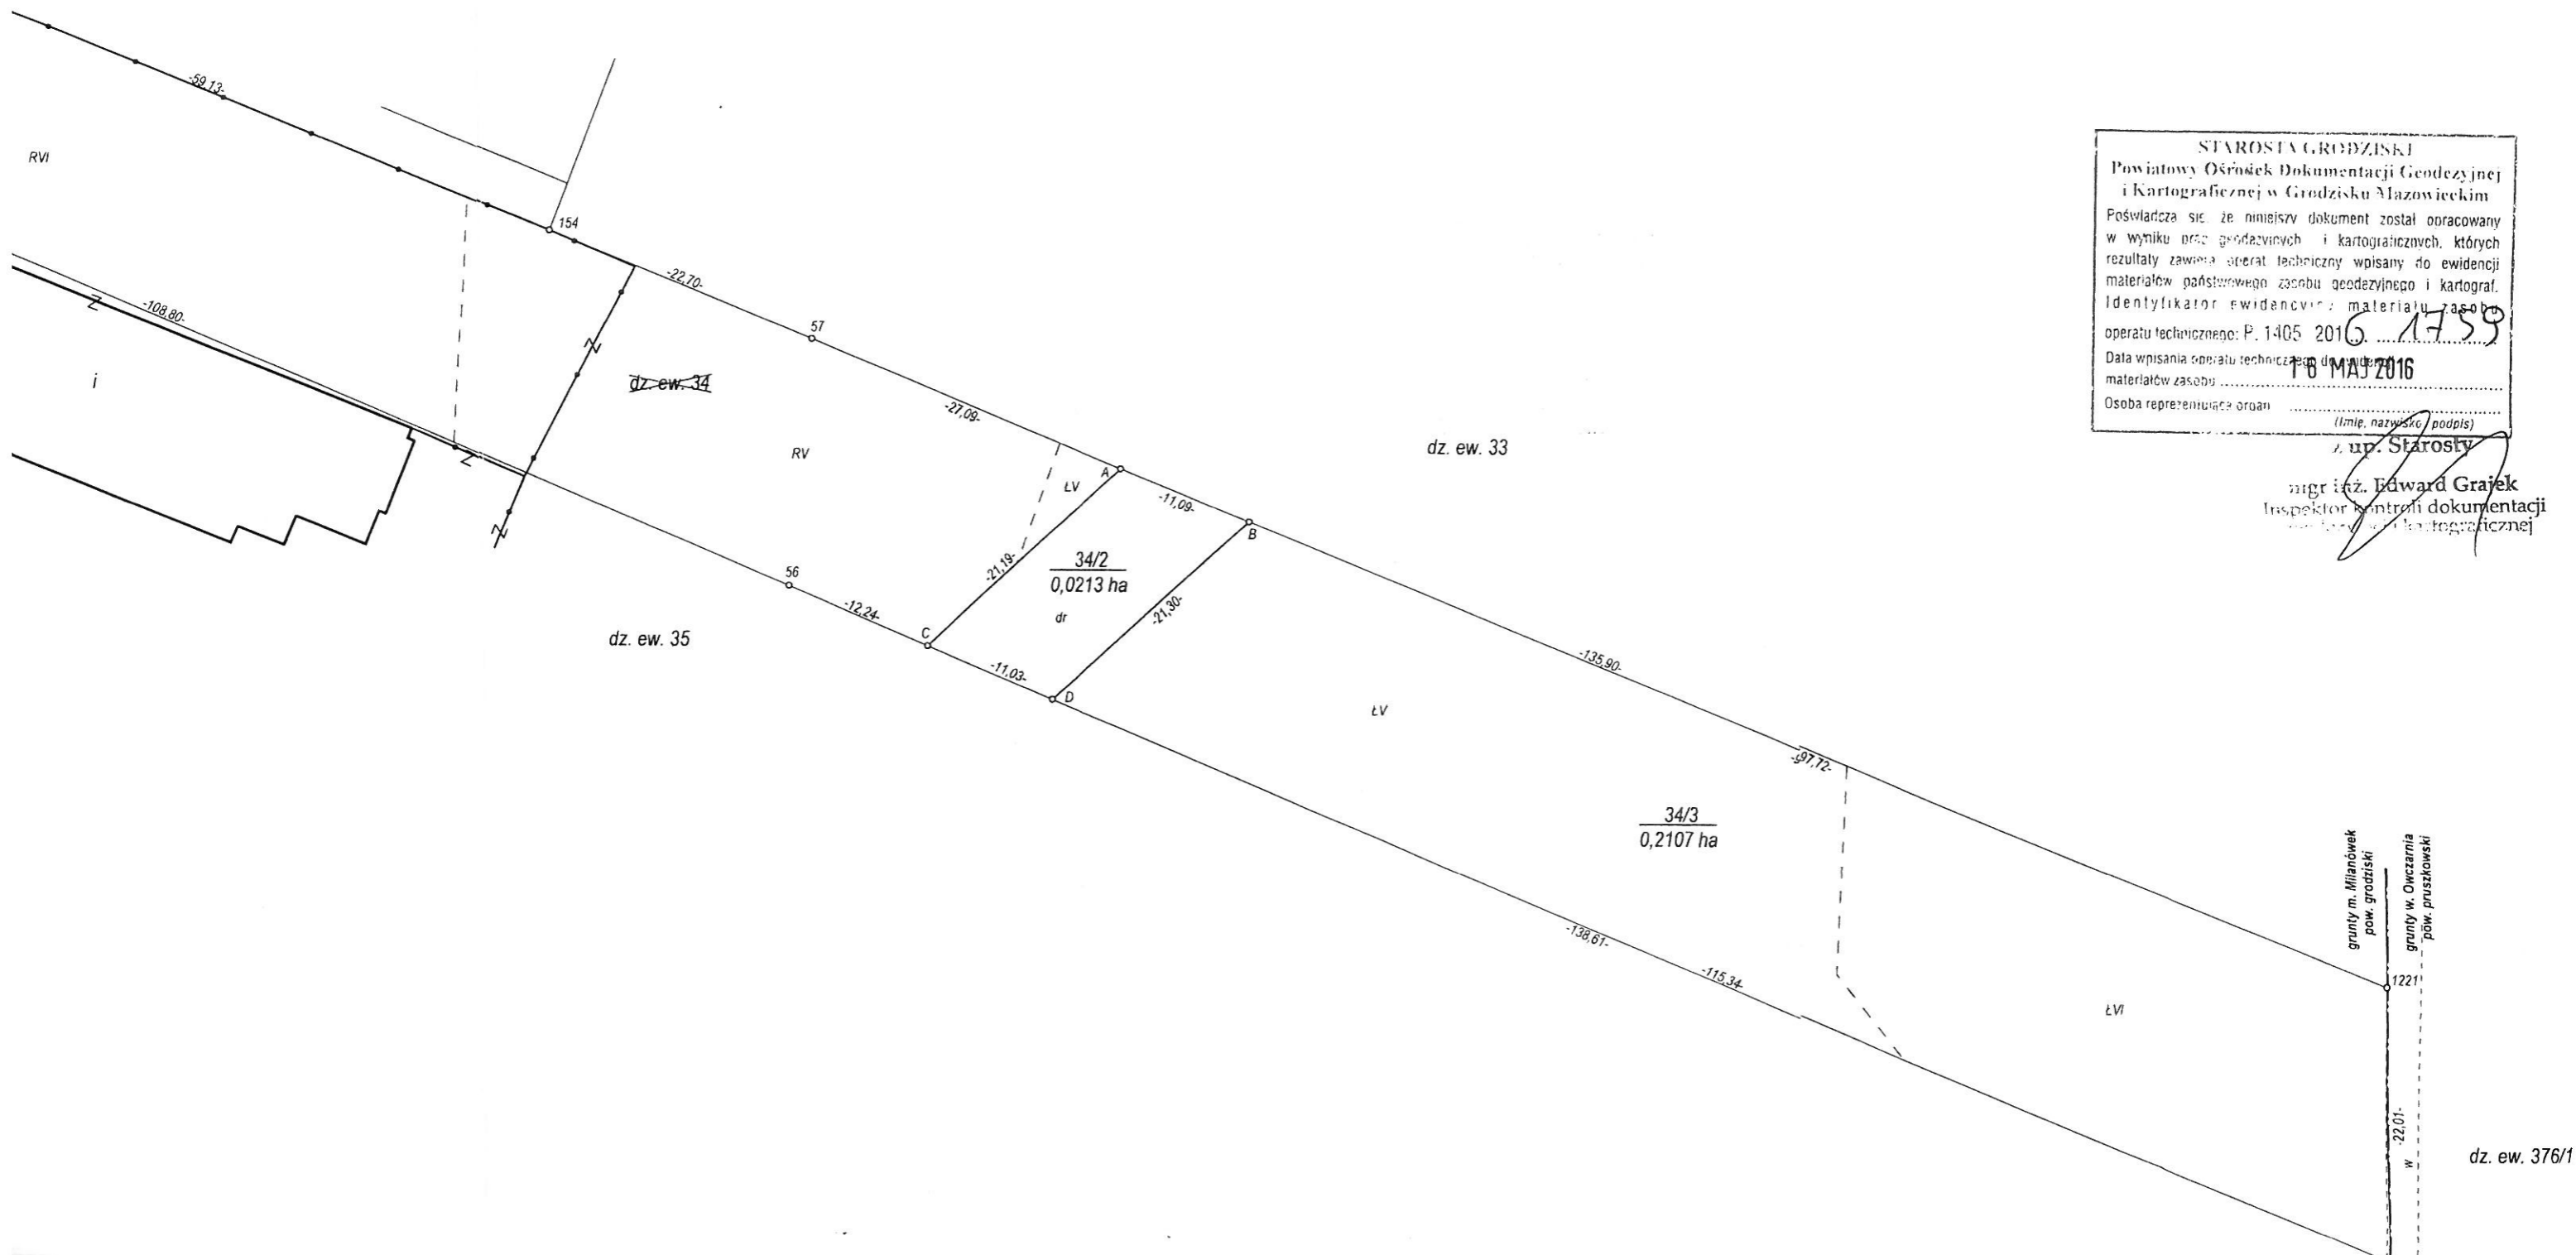 -59,13-
RVI
154
-22,70-
57
-108,80-
Z
i
Z
dz. ew. 34
-27,09-
RV
ŁV
A
-11,09-
B
dz. ew. 33
Z
Z
56
-12,24-
-21,19-
34/2
0,0213 ha
dr
-21,30-
dz. ew. 35
C
-11,03-
D
-135,90-
ŁV
-97,72-
34/3
0,2107 ha
-138,61-
-115,34-
ŁVI
grunty m. Milanówek
pow. grodziski
grunty w. Owczarnia
pow. pruszkowski
1221
-22,01-
w
dz. ew. 376/1
STAROSTA GRODZISKI
Powiatowy Ośrodek Dokumentacji Geodezyjnej
i Kartograficznej w Grodzisku Mazowieckim
Poświadcza się, że niniejszy dokument został opracowany
w wyniku prac geodezyjnych i kartograficznych, których
rezultaty zawiera operat techniczny wpisany do ewidencji
materiałów państwowego zasobu geodezyjnego i kartograf.
Identyfikator ewidencyjny materiału zasobu
operatu technicznego: P. 1405 2016 1759
Data wpisania operatu technicznego do ewidencji
materiałów zasobu 16 MAJ 2016
Osoba reprezentująca organ
(imię, nazwisko, podpis)
z up. Starosty
mgr inż. Edward Grajek
Inspektor kontroli dokumentacji
kartograficznej